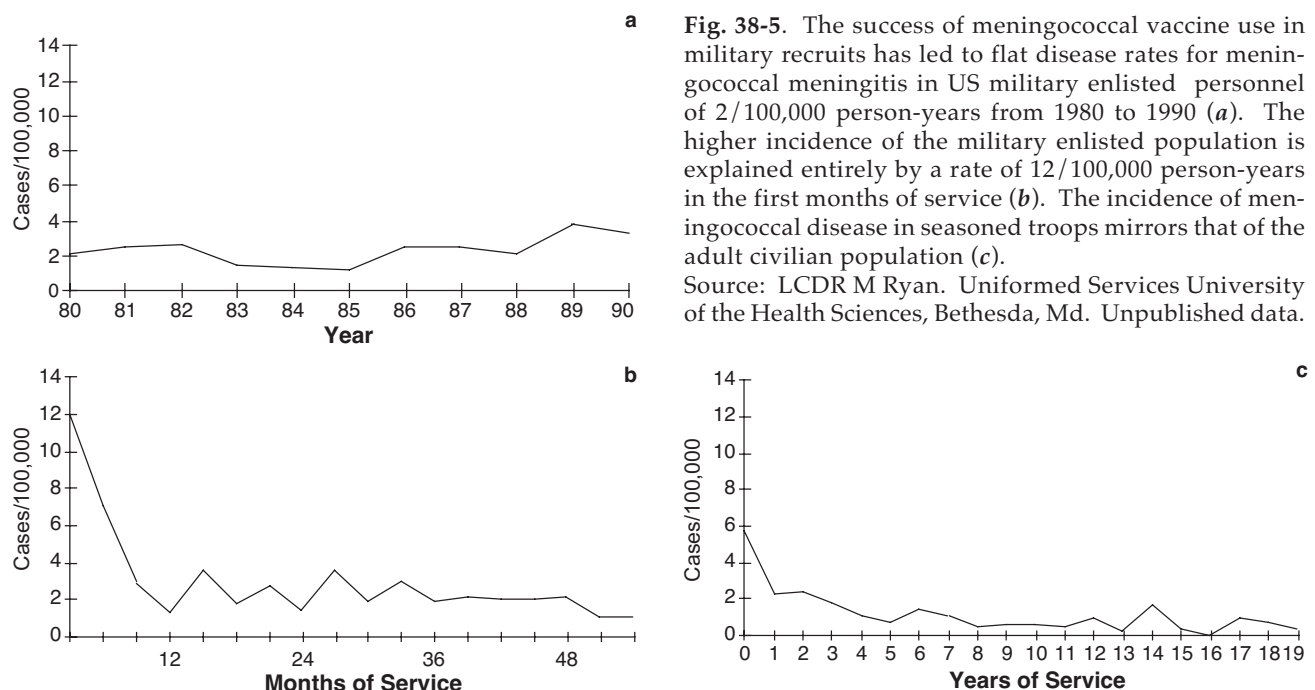 a
14
12
10
8
6
4
2
0
Cases/100,000
80 81 82 83 84 85 86 87 88 89 90
Year
Fig. 38-5. The success of meningococcal vaccine use in
military recruits has led to flat disease rates for menin-
gococcal meningitis in US military enlisted personnel
of 2/100,000 person-years from 1980 to 1990 (a). The
higher incidence of the military enlisted population is
explained entirely by a rate of 12/100,000 person-years
in the first months of service (b). The incidence of men-
ingococcal disease in seasoned troops mirrors that of the
adult civilian population (c).
Source: LCDR M Ryan. Uniformed Services University
of the Health Sciences, Bethesda, Md. Unpublished data.
b
14
12
10
8
6
4
2
0
Cases/100,000
12 24 36 48
Months of Service
c
14
12
10
8
6
4
2
0
Cases/100,000
0 1 2 3 4 5 6 7 8 9 10 11 12 13 14 15 16 17 18 19
Years of Service